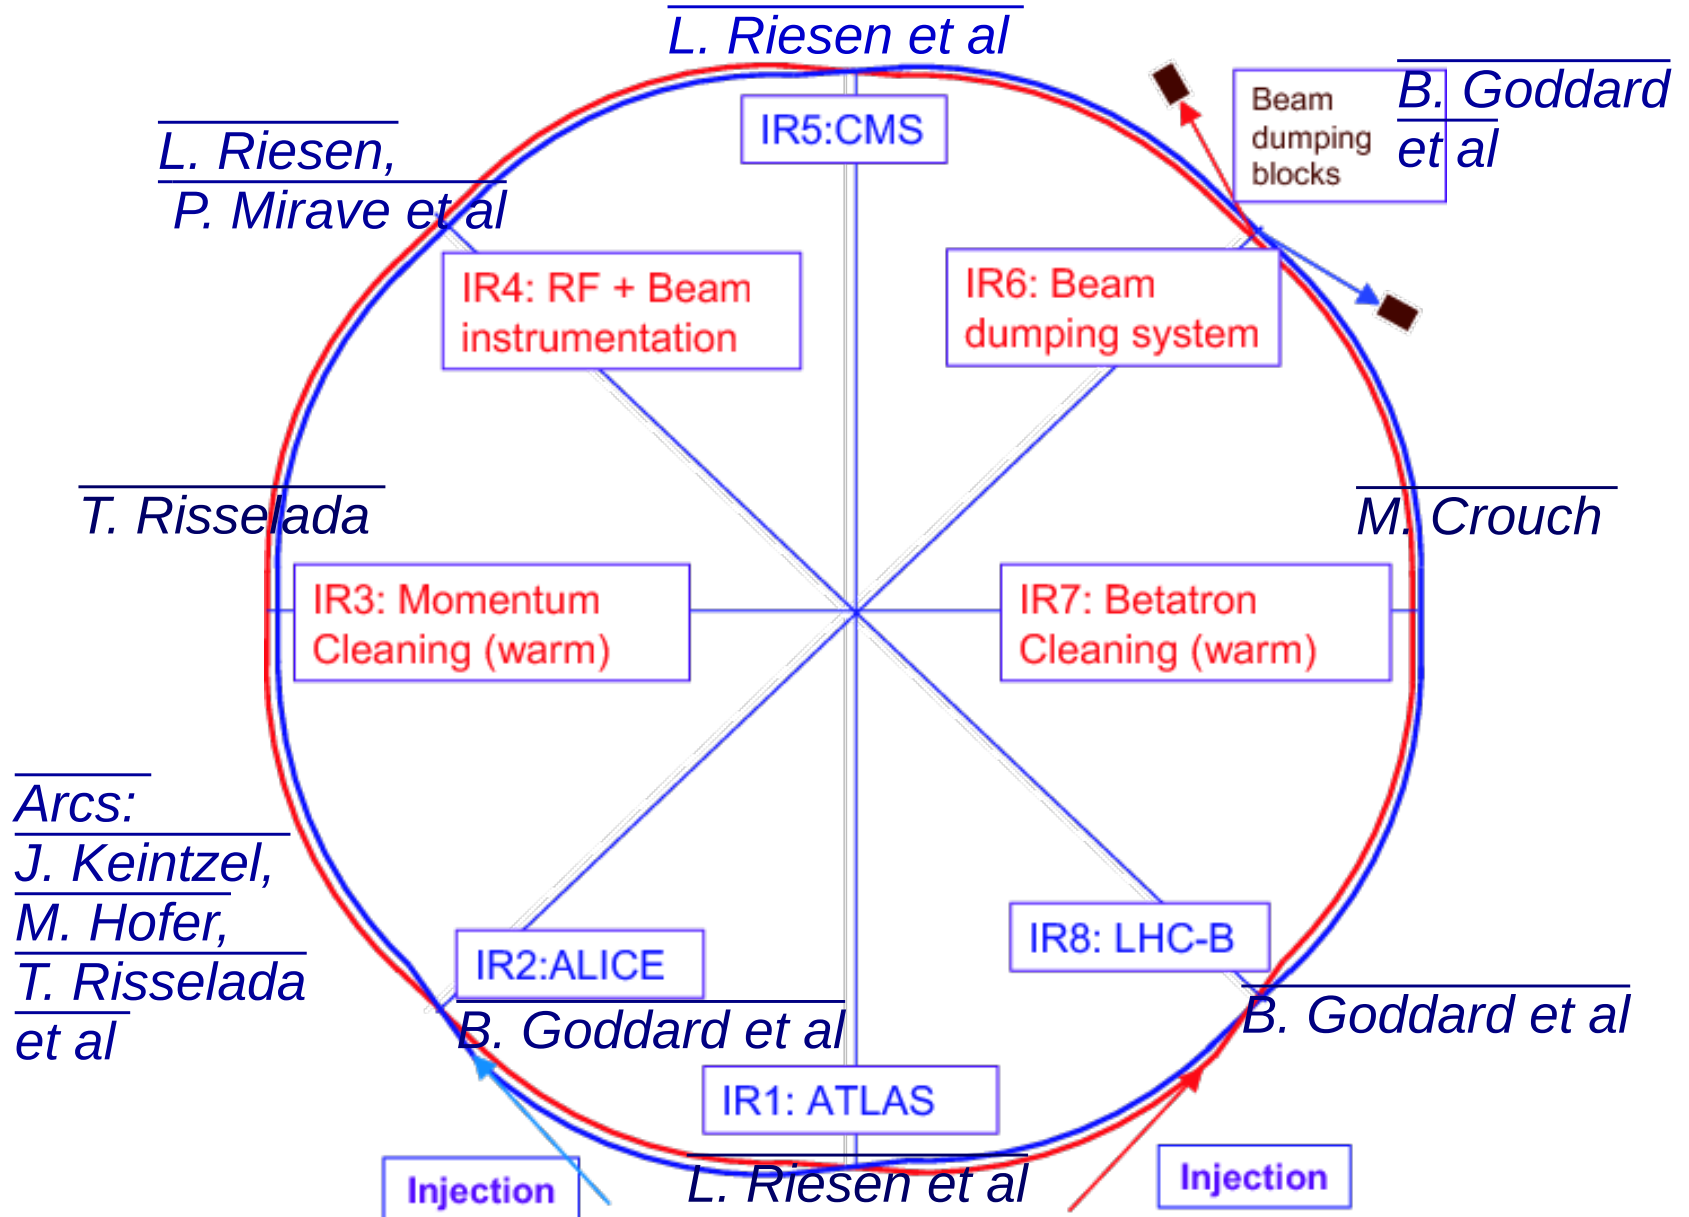 L. Riesen et al
B. Goddard
et al
Beam
dumping
blocks
IR5:CMS
L. Riesen,
P. Mirave et al
IR4: RF + Beam
instrumentation
IR6: Beam
dumping system
T. Risselada
M. Crouch
IR3: Momentum
Cleaning (warm)
IR7: Betatron
Cleaning (warm)
Arcs:
J. Keintzel,
M. Hofer,
T. Risselada
et al
IR2:ALICE
B. Goddard et al
IR8: LHC-B
B. Goddard et al
IR1: ATLAS
L. Riesen et al
Injection
Injection